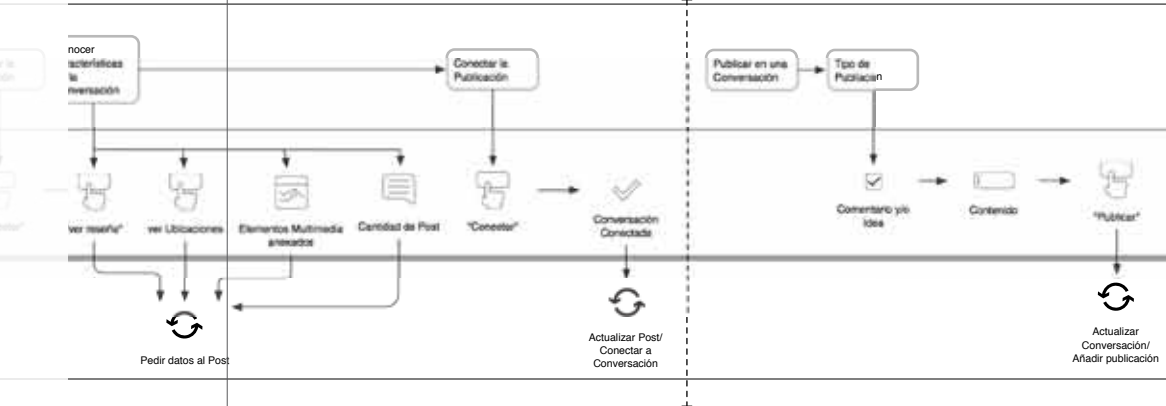 nocer
racterísticas
la
nversación
Conectar la
Publicación
Publicar en una
Conversación
Tipo de
Publiación
ver reseña"
ver Ubicaciones
Elementos Multimedia
anexados
Cantidad de Post
"Conectar"
Conversación
Conectada
Comentario y/o
Idea
Contenido
"Publicar"
Pedir datos al Post
Actualizar Post/
Conectar a
Conversación
Actualizar
Conversación/
Añadir publicación